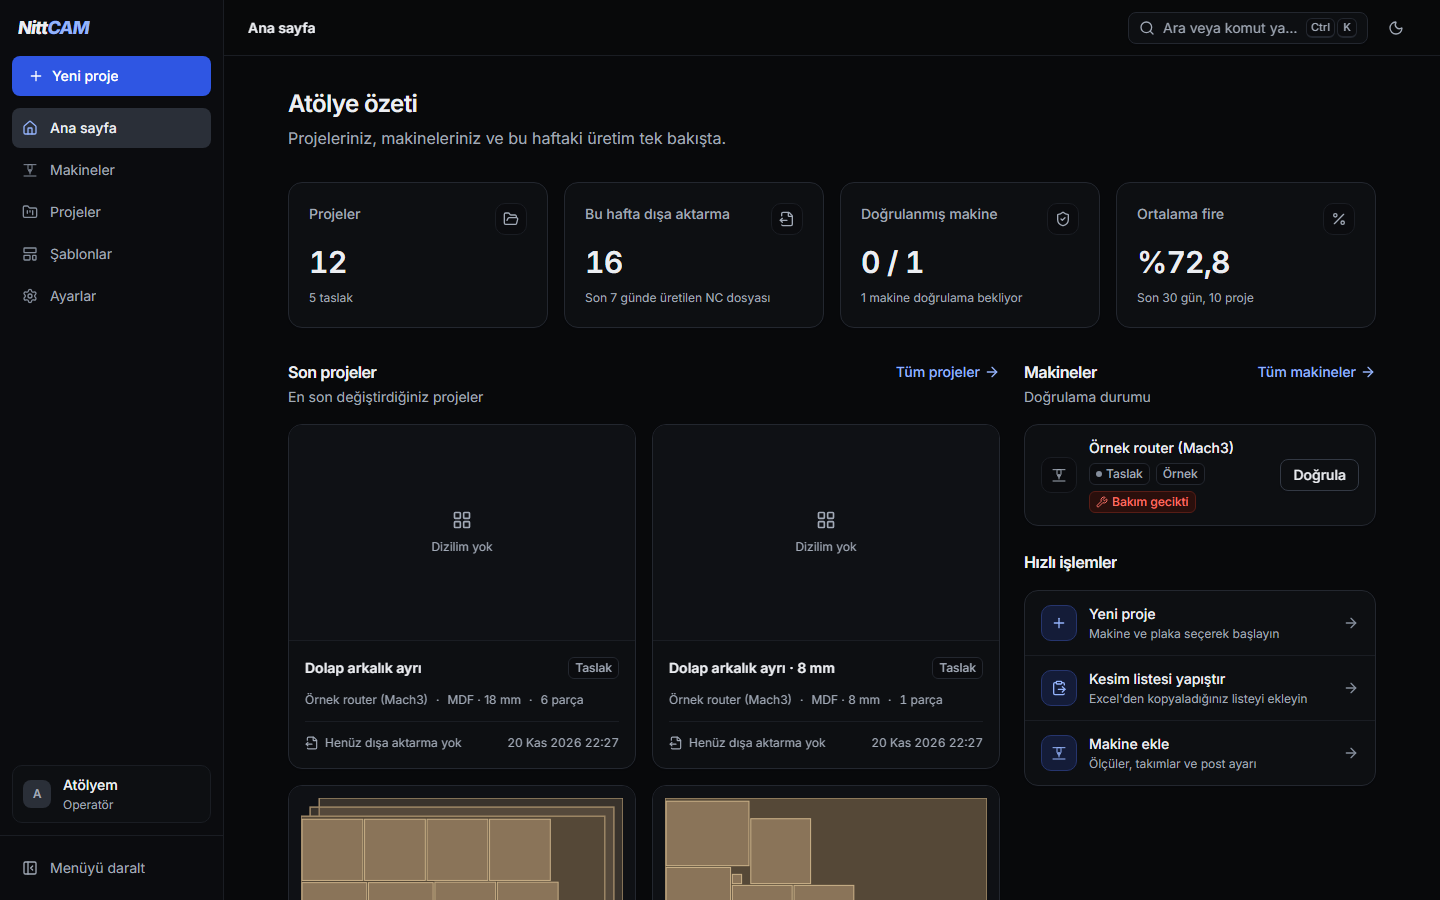 NittCAM
Yeni proje
Ana sayfa
Makineler
Projeler
Şablonlar
Ayarlar
A
Atölyem
Operatör
Menüyü daralt
Ana sayfa
Ara veya komut ya...
Ctrl K
Atölye özeti
Projeleriniz, makineleriniz ve bu haftaki üretim tek bakışta.
Projeler
12
5 taslak
Bu hafta dışa aktarma
16
Son 7 günde üretilen NC dosyası
Doğrulanmış makine
0 / 1
1 makine doğrulama bekliyor
Ortalama fire
%72,8
Son 30 gün, 10 proje
Son projeler
Tüm projeler
En son değiştirdiğiniz projeler
Dizilim yok
Dolap arkalık ayrı
Taslak
Örnek router (Mach3) · MDF · 18 mm · 6 parça
Henüz dışa aktarma yok
20 Kas 2026 22:27
Dizilim yok
Dolap arkalık ayrı · 8 mm
Taslak
Örnek router (Mach3) · MDF · 8 mm · 1 parça
Henüz dışa aktarma yok
20 Kas 2026 22:27
Makineler
Tüm makineler
Doğrulama durumu
Örnek router (Mach3)
Taslak
Örnek
Bakım gecikti
Doğrula
Hızlı işlemler
Yeni proje
Makine ve plaka seçerek başlayın
Kesim listesi yapıştır
Excel'den kopyaladığınız listeyi ekleyin
Makine ekle
Ölçüler, takımlar ve post ayarı